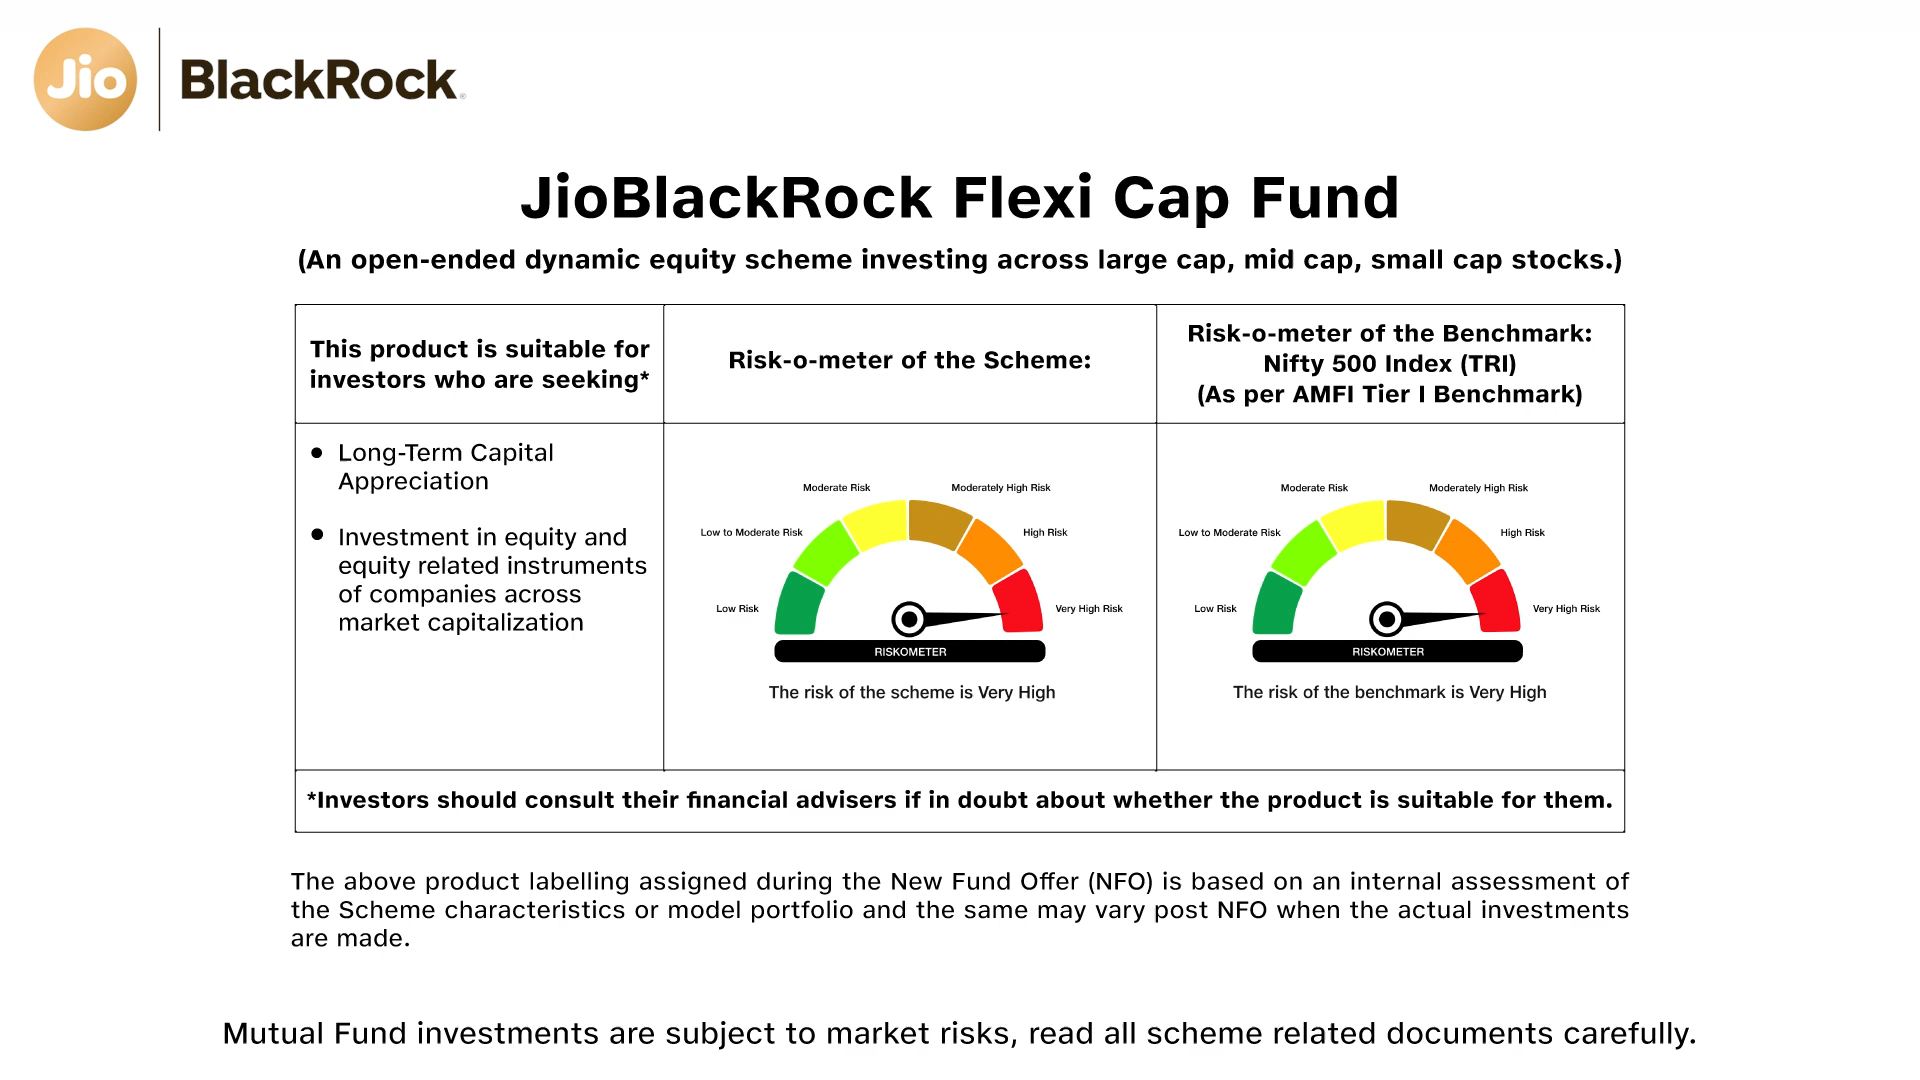 Jio
BlackRock®
JioBlackRock Flexi Cap Fund
(An open-ended dynamic equity scheme investing across large cap, mid cap, small cap stocks.)
This product is suitable for
investors who are seeking*
Risk-o-meter of the Scheme:
Risk-o-meter of the Benchmark:
Nifty 500 Index (TRI)
(As per AMFI Tier I Benchmark)
● Long-Term Capital
Appreciation
● Investment in equity and
equity related instruments
of companies across
market capitalization
Moderate Risk
Moderately High Risk
Low to Moderate Risk
High Risk
Low Risk
Very High Risk
RISKOMETER
The risk of the scheme is Very High
Moderate Risk
Moderately High Risk
Low to Moderate Risk
High Risk
Low Risk
Very High Risk
RISKOMETER
The risk of the benchmark is Very High
*Investors should consult their financial advisers if in doubt about whether the product is suitable for them.
The above product labelling assigned during the New Fund Offer (NFO) is based on an internal assessment of
the Scheme characteristics or model portfolio and the same may vary post NFO when the actual investments
are made.
Mutual Fund investments are subject to market risks, read all scheme related documents carefully.